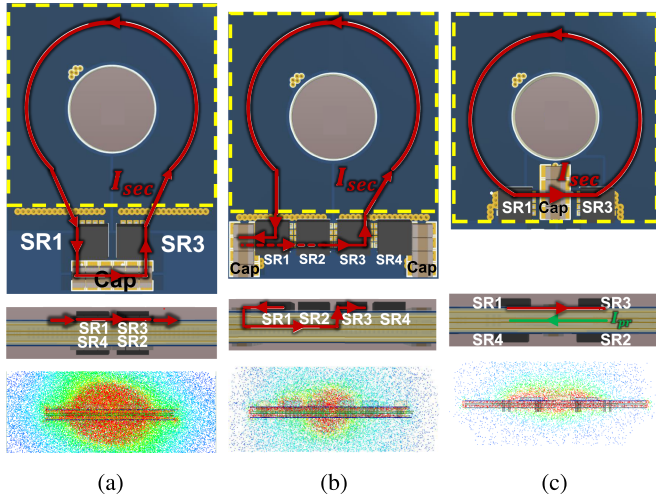 I_sec
SR1
SR3
Cap
SR1 SR3
SR4 SR2
(a)
I_sec
Cap
SR1 SR2 SR3 SR4
Cap
SR1 SR2 SR3
SR4
(b)
I_sec
SR1
Cap
SR3
SR1
SR3
I_pr
SR4
SR2
(c)